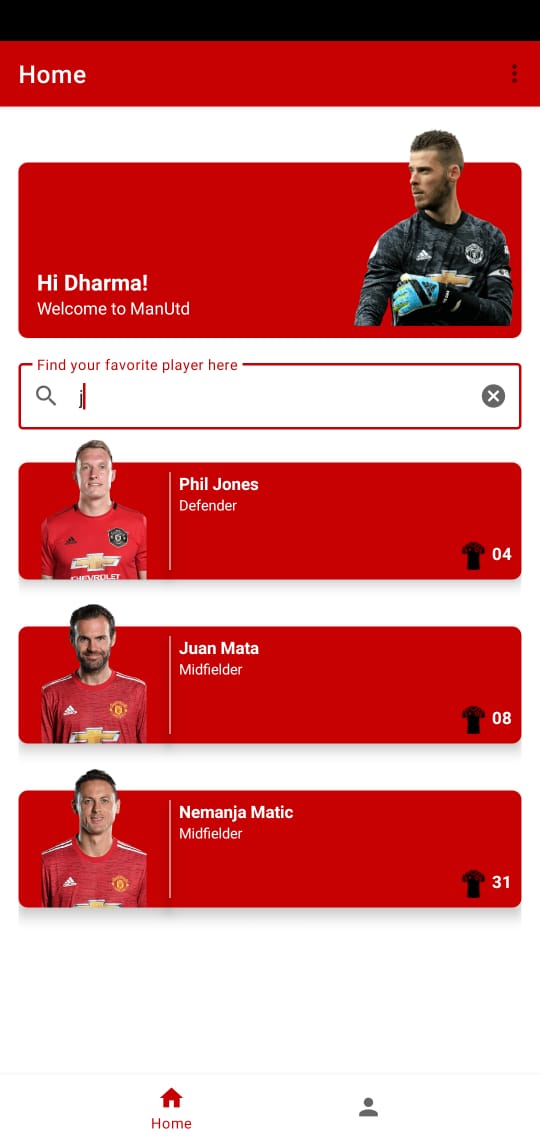 Home
Hi Dharma!
Welcome to ManUtd
Find your favorite player here
j
Phil Jones
Defender
CHEVROLET
04
Juan Mata
Midfielder
08
Nemanja Matic
Midfielder
31
Home